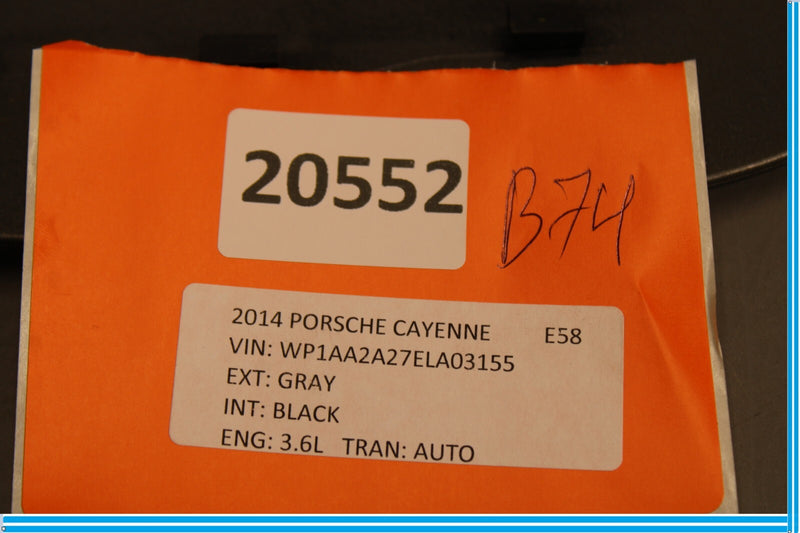 20552
B74
2014 PORSCHE CAYENNE E58
VIN: WP1AA2A27ELA03155
EXT: GRAY
INT: BLACK
ENG: 3.6L TRAN: AUTO